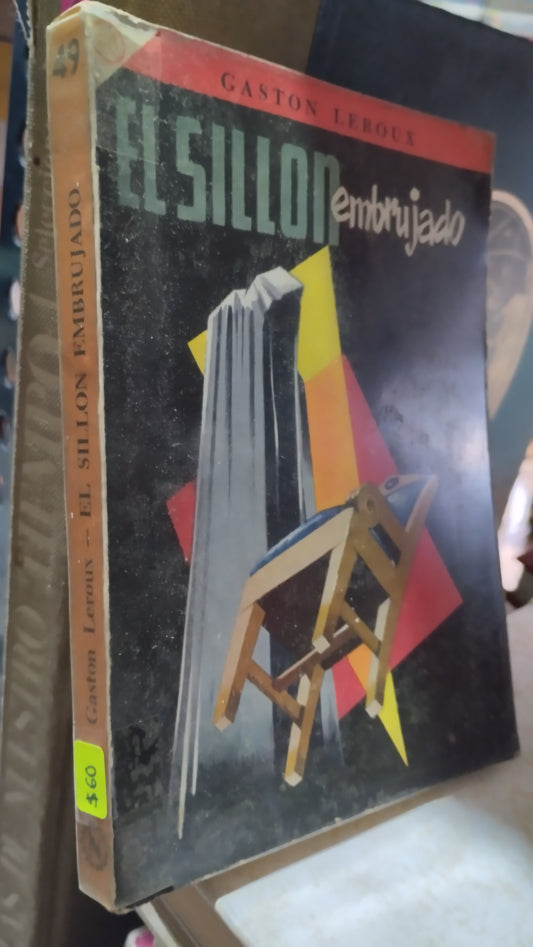 GASTON LEROUX
EL SILLON
embrujado
49
Gaston Leroux -- EL SILLON EMBRUJADO
$60